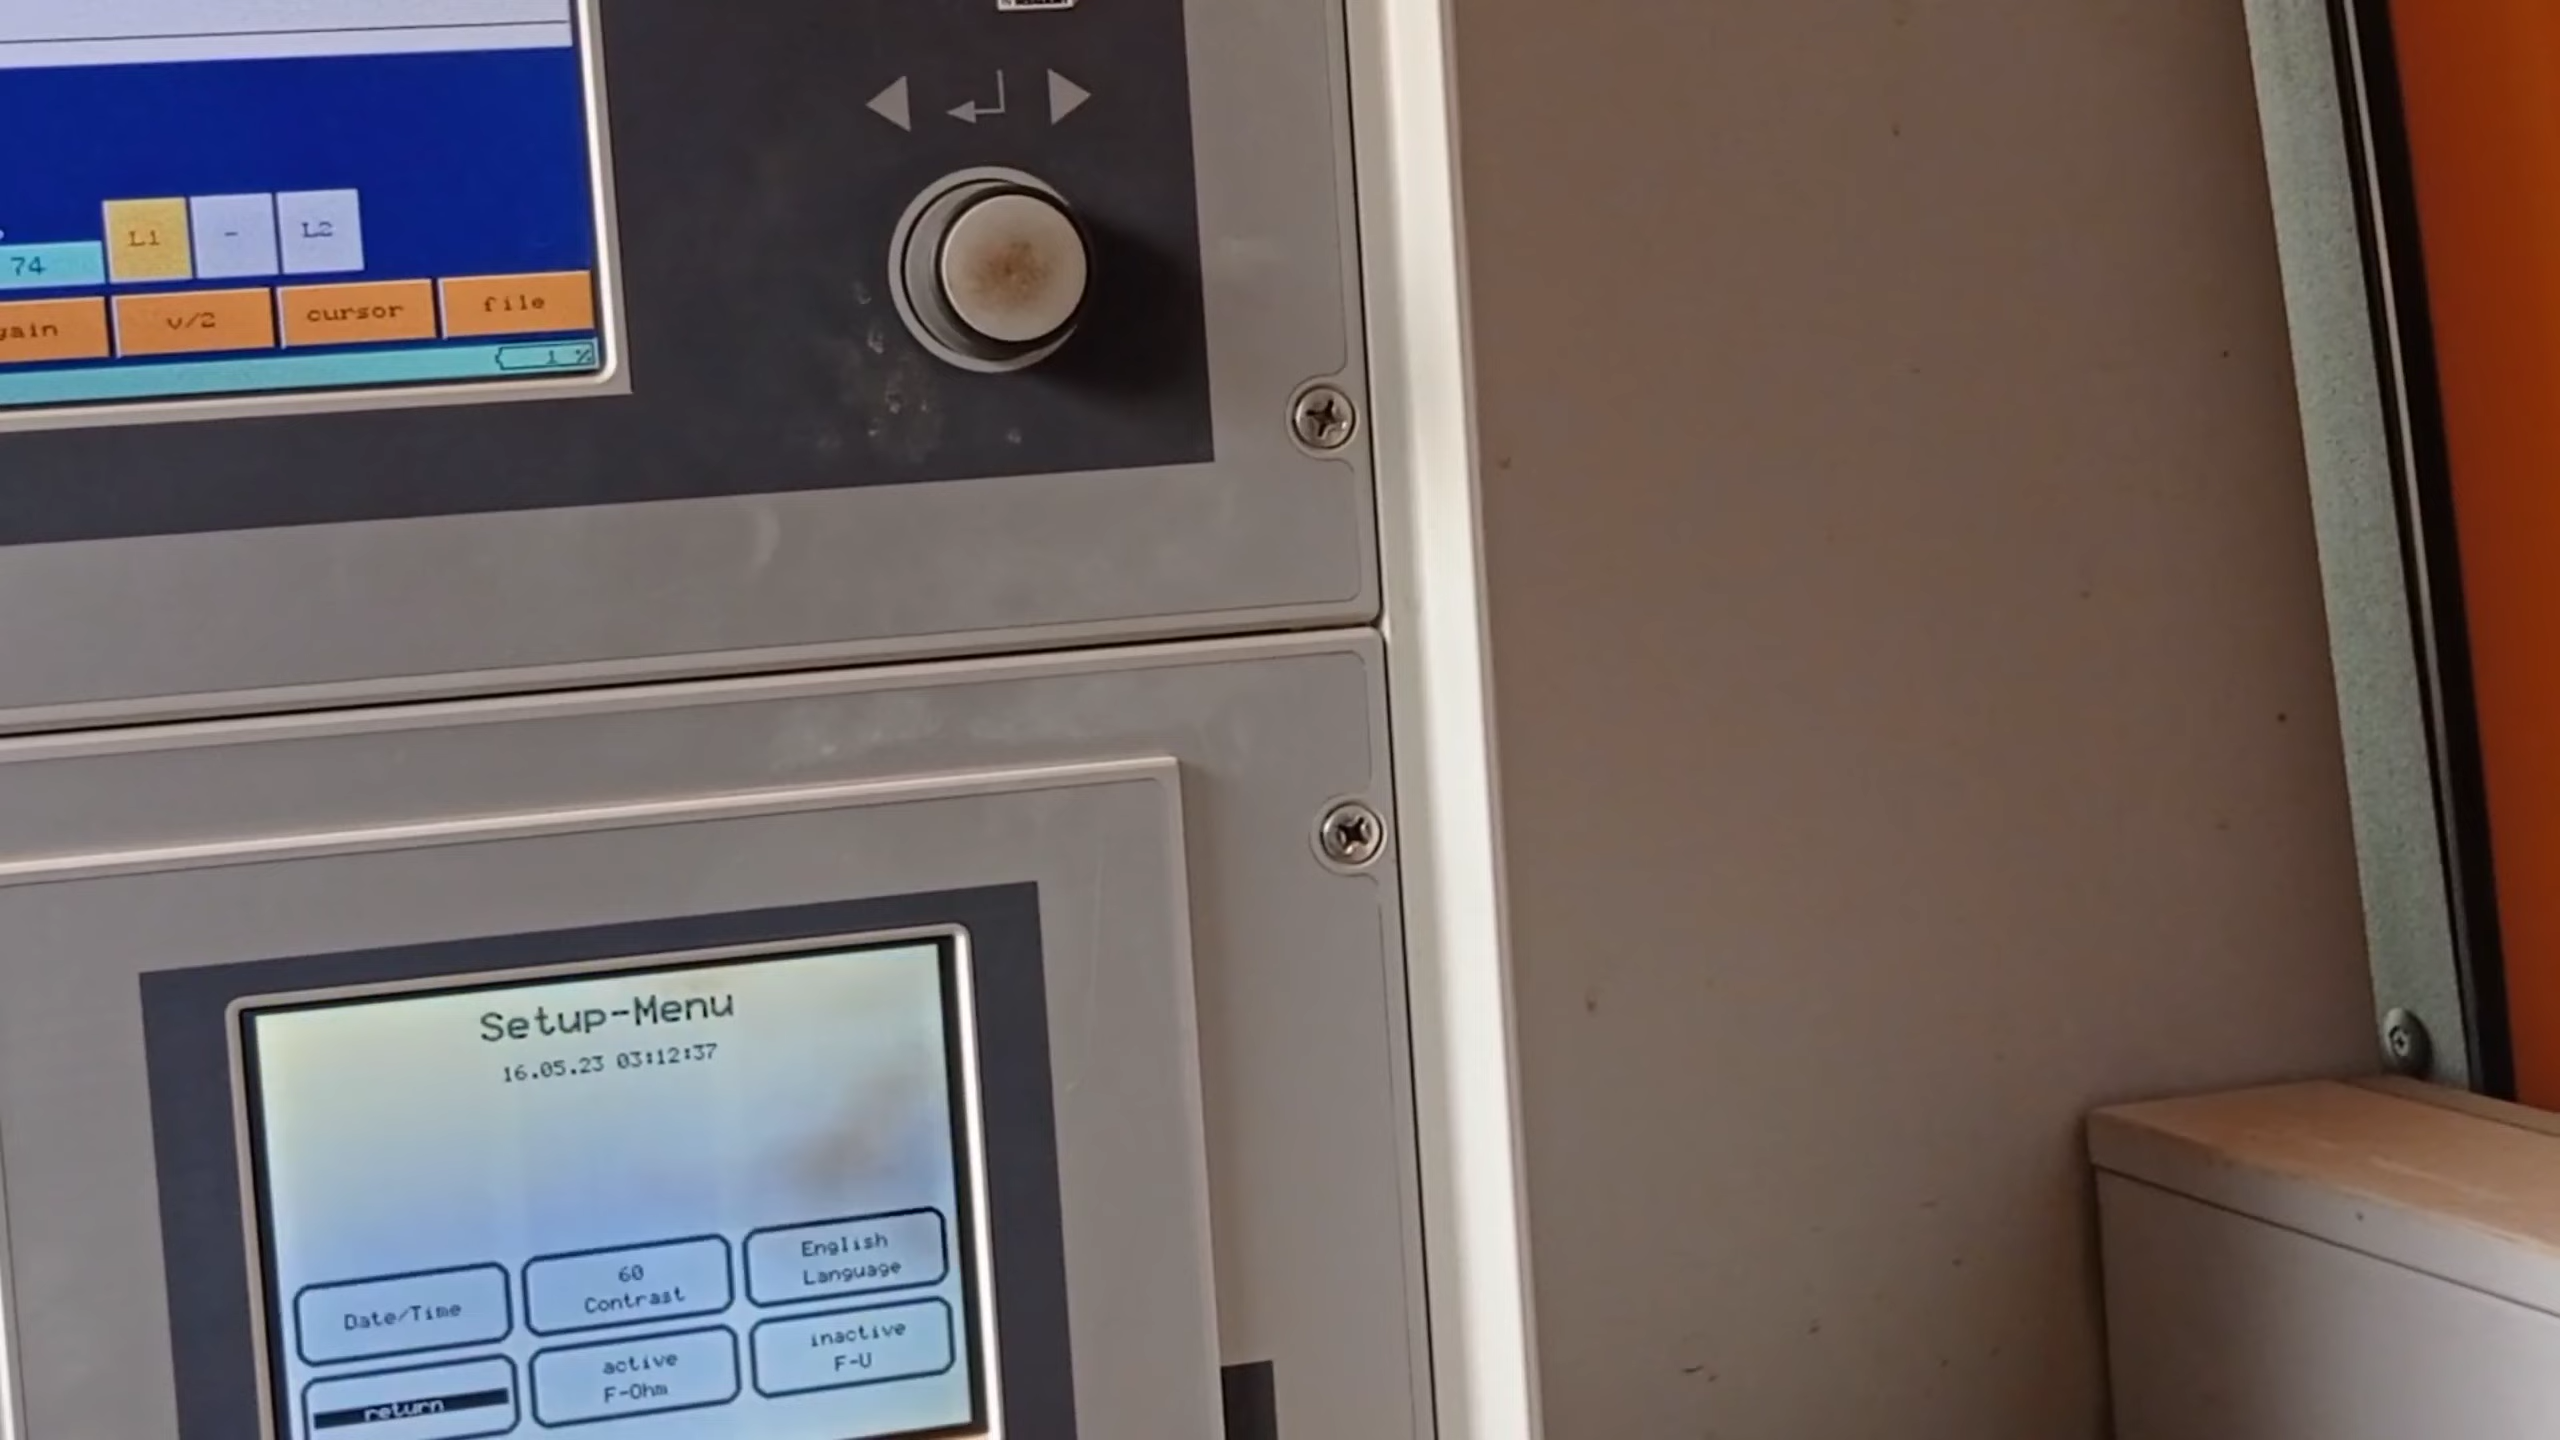 L1 - L2
74
gain v/2 cursor file
1 %
Setup-Menu
16.05.23 03:12:37
Date/Time
60
Contrast
English
Language
return
active
F-Ohm
inactive
F-U